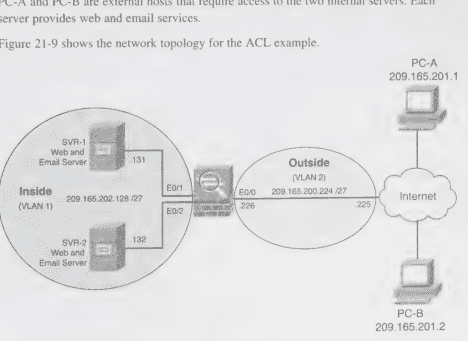 PC-A and PC-B are external hosts that require access to the two internal servers. Each
server provides web and email services.
Figure 21-9 shows the network topology for the ACL example.
PC-A
209.165.201.1
SVR-1
Web and
Email Server
.131
Inside
(VLAN 1)
209.165.202.128 /27
E0/1
E0/2
E0/0
.226
Outside
(VLAN 2)
209.165.200.224 /27
.225
Internet
SVR-2
Web and
Email Server
.132
PC-B
209.165.201.2